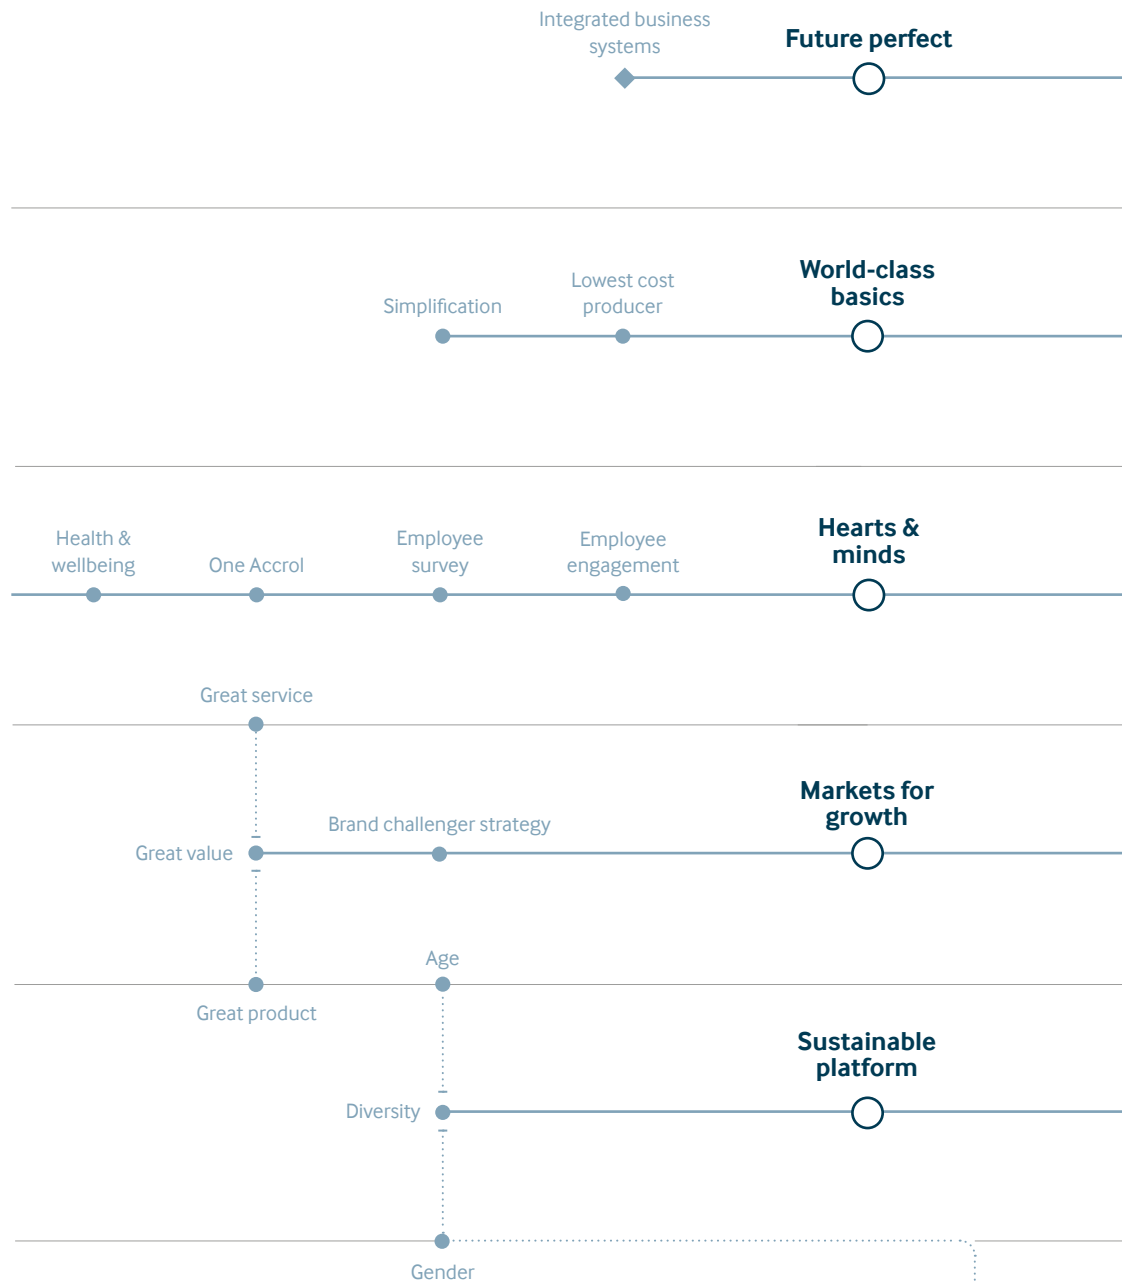 Integrated business
systems
Future perfect
World-class
basics
Lowest cost
producer
Simplification
Hearts &
minds
Health &
wellbeing
One Accrol
Employee
survey
Employee
engagement
Great service
Markets for
growth
Brand challenger strategy
Great value
Age
Great product
Sustainable
platform
Diversity
Gender